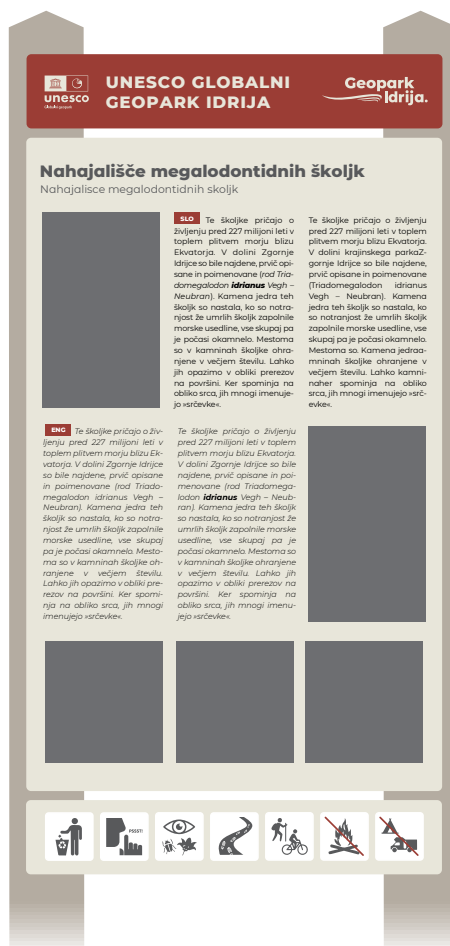 unesco
UNESCO GLOBALNI
GEOPARK IDRIJA
Geopark
Idrija.
Nahajališče megalodontidnih školjk
Nahajalisce megalodontidnih skoljk
SLO Te školjke pričajo o
življenju pred 227 milijoni leti v
toplem plitvem morju blizu
Ekvatorja. V dolini Zgornje
Idrijce so bile najdene, prvič opi-
sane in poimenovane (rod Tria-
domegalodon idrianus Vegh –
Neubran). Kamena jedra teh
školjk so nastala, ko so notra-
njost že umrlih školjk zapolnile
morske usedline, vse skupaj pa
je počasi okamnelo. Mestoma
so v kamninah školjke ohra-
njene v večjem številu. Lahko
jih opazimo v obliki prerezov
na površini. Ker spominja na
obliko srca, jih mnogi imenuje-
jo »srčevke«.
Te školjke pričajo o življenju
pred 227 milijoni leti v toplem
plitvem morju blizu Ekvatorja.
V dolini krajinskega parkaZ-
gornje Idrijce so bile najdene,
prvič opisane in poimenovane
(Triadomegalodon idrianus
Vegh – Neubran). Kamena
jedra teh školjk so nastala, ko
so notranjost že umrlih školjk
zapolnile morske usedline, vse
skupaj pa je počasi okamnelo.
Mestoma so. Kamena jedraa-
mninah školjke ohranjene v
večjem številu. Lahko kamni-
naher spominja na obliko
srca, jih mnogi imenujejo »srč-
evke«.
ENG Te školjke pričajo o živ-
ljenju pred 227 milijoni leti v
toplem plitvem morju blizu Ek-
vatorja. V dolini Zgornje Idrijce
so bile najdene, prvič opisane
in poimenovane (rod Triado-
megalodon idrianus Vegh –
Neubran). Kamena jedra teh
školjk so nastala, ko so notra-
njost že umrlih školjk zapolnile
morske usedline, vse skupaj
pa je počasi okamnelo. Mesto-
ma so v kamninah školjke oh-
ranjene v večjem številu.
Lahko jih opazimo v obliki pre-
rezov na površini. Ker spomi-
nja na obliko srca, jih mnogi
imenujejo »srčevke«.
Te školjke pričajo o življenju
pred 227 milijoni leti v toplem
plitvem morju blizu Ekvatorja.
V dolini Zgornje Idrijce so bile
najdene, prvič opisane in poi-
menovane (rod Triadomega-
lodon idrianus Vegh – Neub-
ran). Kamena jedra teh školjk
so nastala, ko so notranjost že
umrlih školjk zapolnile morske
usedline, vse skupaj pa je
počasi okamnelo. Mestoma so
v kamninah školjke ohranjene
v večjem številu. Lahko jih
opazimo v obliki prerezov na
površini. Ker spominja na
obliko srca, jih mnogi imenu-
jejo »srčevke«.
PSSST!